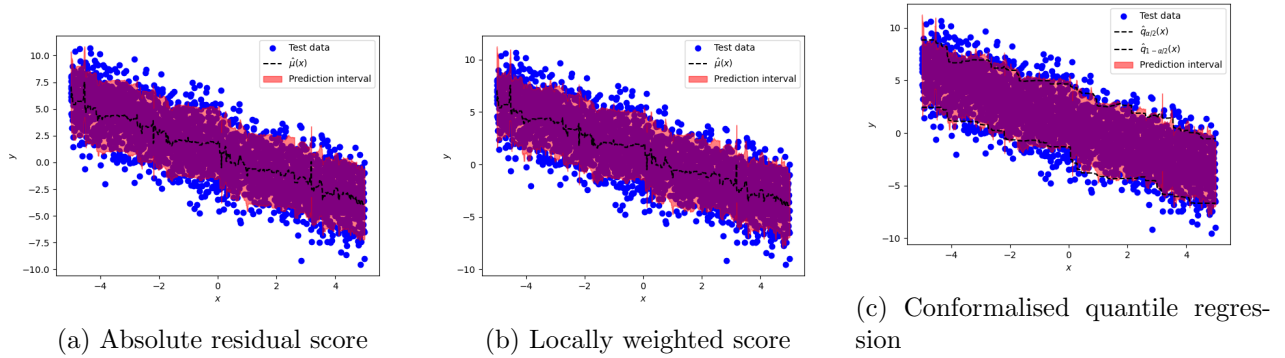 10.0
7.5
5.0
2.5
0.0
−2.5
−5.0
−7.5
−10.0
y
−4 −2 0 2 4
x
Test data
μ̂(x)
Prediction interval
(a) Absolute residual score
10
5
0
−5
−10
y
−4 −2 0 2 4
x
Test data
μ̂(x)
Prediction interval
(b) Locally weighted score
10
5
0
−5
−10
y
−4 −2 0 2 4
x
Test data
q̂α/2(x)
q̂1 − α/2(x)
Prediction interval
(c) Conformalised quantile regres-
sion